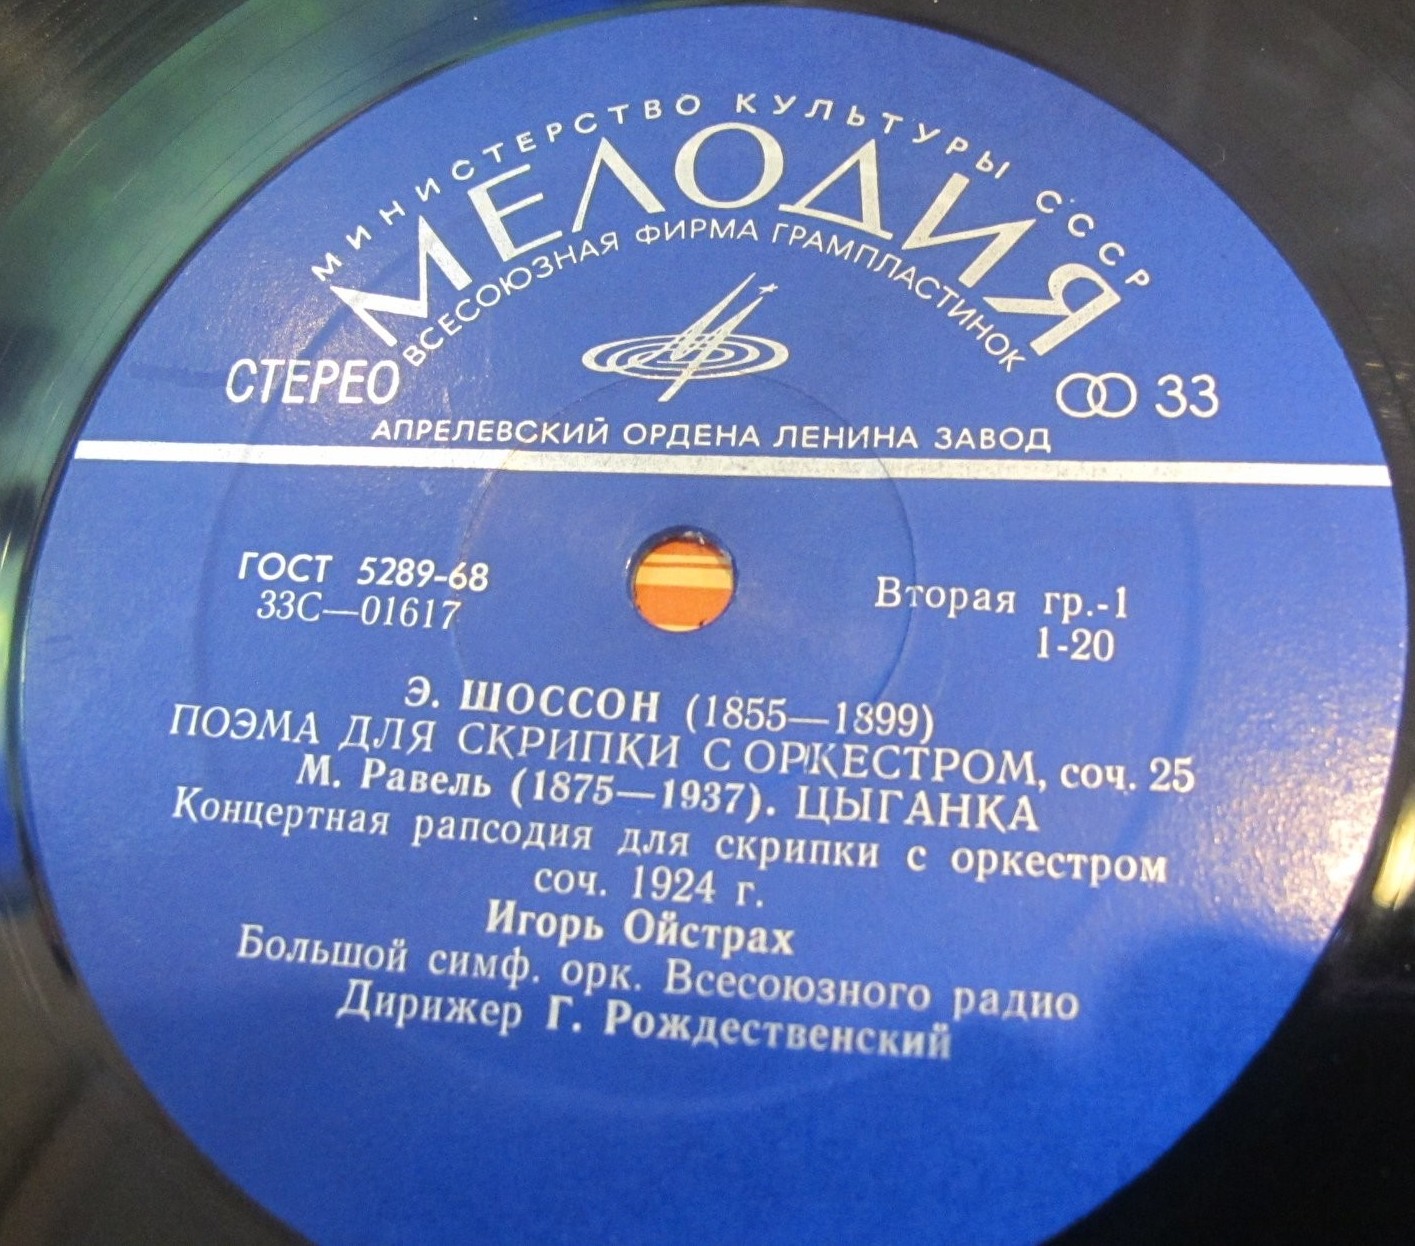 МИНИСТЕРСТВО КУЛЬТУРЫ СССР
МЕЛОДИЯ
ВСЕСОЮЗНАЯ ФИРМА ГРАМПЛАСТИНОК
СТЕРЕО
33
АПРЕЛЕВСКИЙ ОРДЕНА ЛЕНИНА ЗАВОД
ГОСТ 5289-68
33С—01617
Вторая гр.-1
1-20
Э. ШОССОН (1855—1899)
ПОЭМА ДЛЯ СКРИПКИ С ОРКЕСТРОМ, соч. 25
М. Равель (1875—1937). ЦЫГАНКА
Концертная рапсодия для скрипки с оркестром
соч. 1924 г.
Игорь Ойстрах
Большой симф. орк. Всесоюзного радио
Дирижер Г. Рождественский